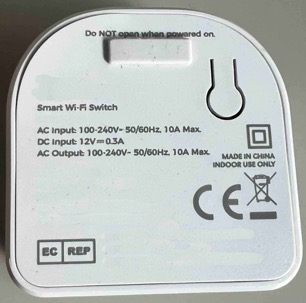 Do NOT open when powered on.
Smart Wi-Fi Switch
AC Input: 100-240V~ 50/60Hz, 10A Max.
DC Input: 12V⎓0.3A
AC Output: 100-240V~ 50/60Hz, 10A Max.
MADE IN CHINA
INDOOR USE ONLY
CE
EC REP